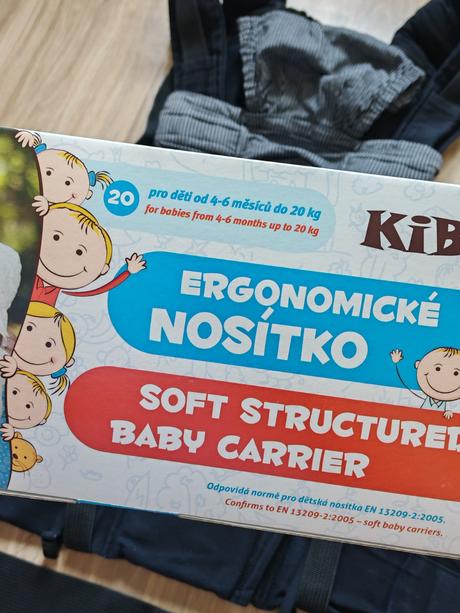 20
pro děti od 4-6 měsíců do 20 kg
for babies from 4-6 months up to 20 kg
KiB
ERGONOMICKÉ
NOSÍTKO
SOFT STRUCTURED
BABY CARRIER
Odpovídá normě pro dětská nosítka EN 13209-2:2005.
Confirms to EN 13209-2:2005 – soft baby carriers.